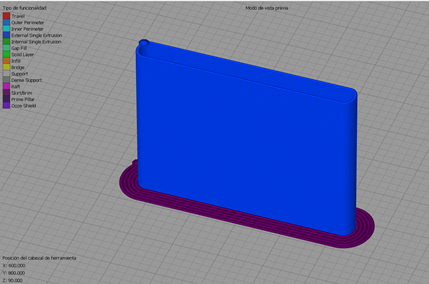 Tipo de funcionalidad
Modo de vista previa
Travel
Outer Perimeter
Inner Perimeter
External Single Extrusion
Internal Single Extrusion
Gap Fill
Solid Layer
Infill
Bridge
Support
Dense Support
Raft
Skirt/Brim
Prime Pillar
Ooze Shield
Posición del cabezal de herramienta
X: 600.000
Y: 600.000
Z: 90.000